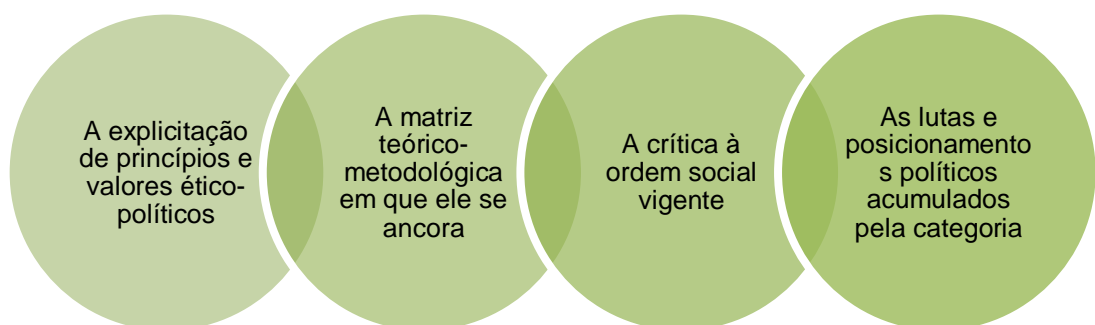 A explicitação
de princípios e
valores ético-
políticos
A matriz
teórico-
metodológica
em que ele se
ancora
A crítica à
ordem social
vigente
As lutas e
posicionamento
s políticos
acumulados
pela categoria